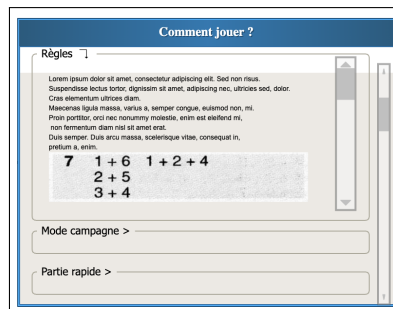 Comment jouer ?
Règles
Lorem ipsum dolor sit amet, consectetur adipiscing elit. Sed non risus.
Suspendisse lectus tortor, dignissim sit amet, adipiscing nec, ultricies sed, dolor.
Cras elementum ultrices diam.
Maecenas ligula massa, varius a, semper congue, euismod non, mi.
Proin porttitor, orci nec nonummy molestie, enim est eleifend mi,
non fermentum diam nisl sit amet erat.
Duis semper. Duis arcu massa, scelerisque vitae, consequat in,
pretium a, enim.
7 1 + 6 1 + 2 + 4
2 + 5
3 + 4
Mode campagne >
Partie rapide >